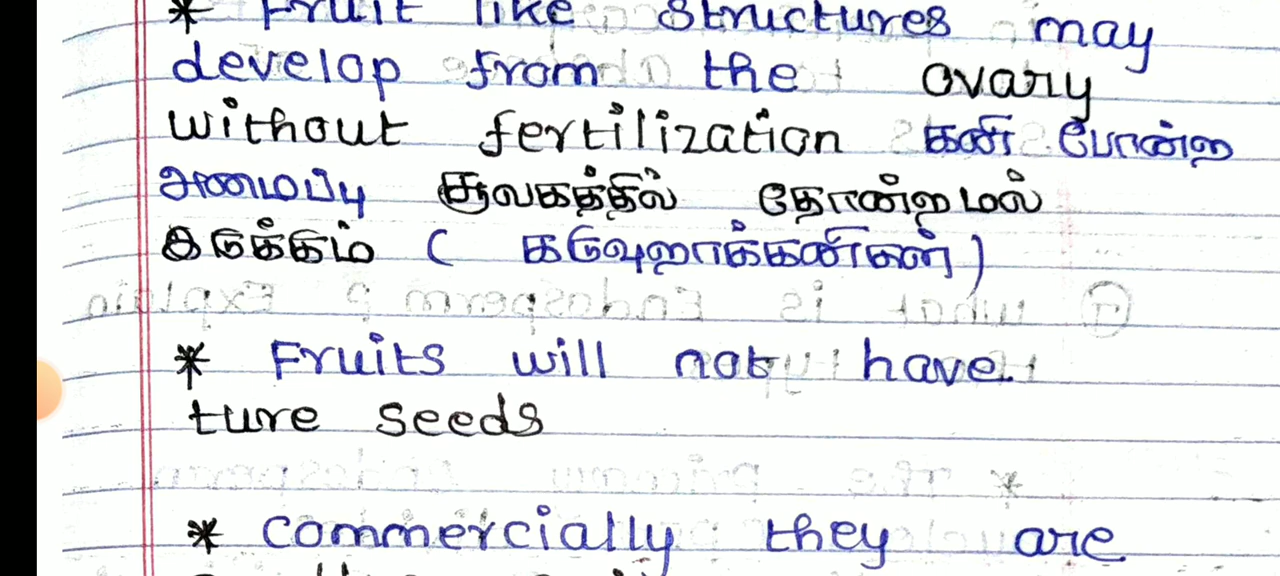 * Fruit like structures may
develop from the ovary
without fertilization கனி போன்ற
அமைப்பு சூலகத்தில் தோன்றமல்
இருக்கும் ( கருவுறாக்கனிகள் )
* Fruits will not have
ture seeds
* commercially they are